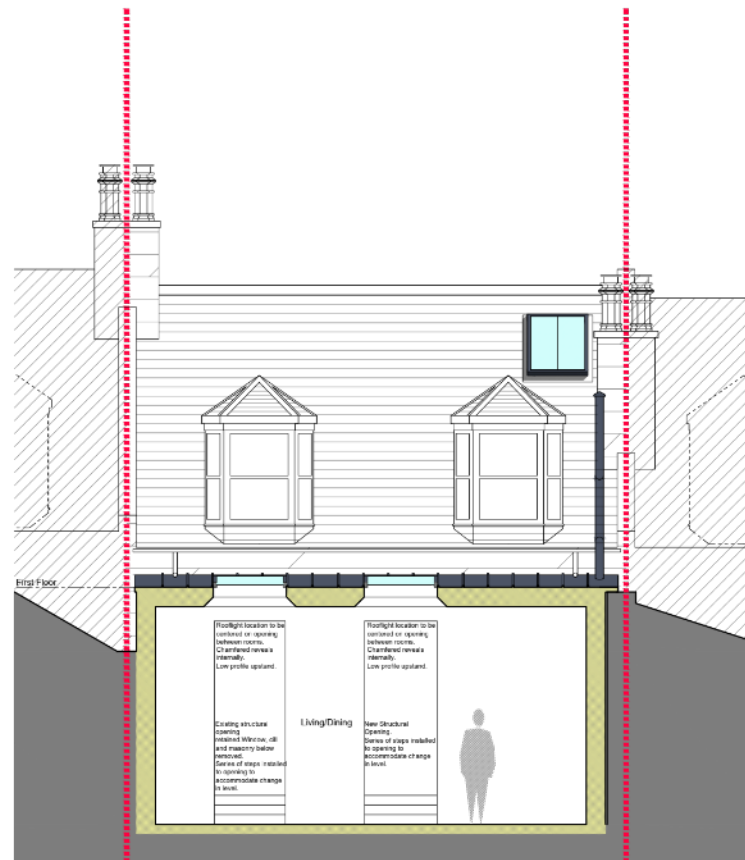 First Floor
Rooflight location to be
centered on opening
between rooms.
Chamfered reveals
internally.
Low profile upstand.
Rooflight location to be
centered on opening
between rooms.
Chamfered reveals
internally.
Low profile upstand.
Existing structure
opening
retained.Window, cill
and masonry below
removed.
Series of steps installed
to opening to
accommodate change
in level.
Living/Dining
New Structural
Opening.
Series of steps installed
to opening to
accommodate change
in level.